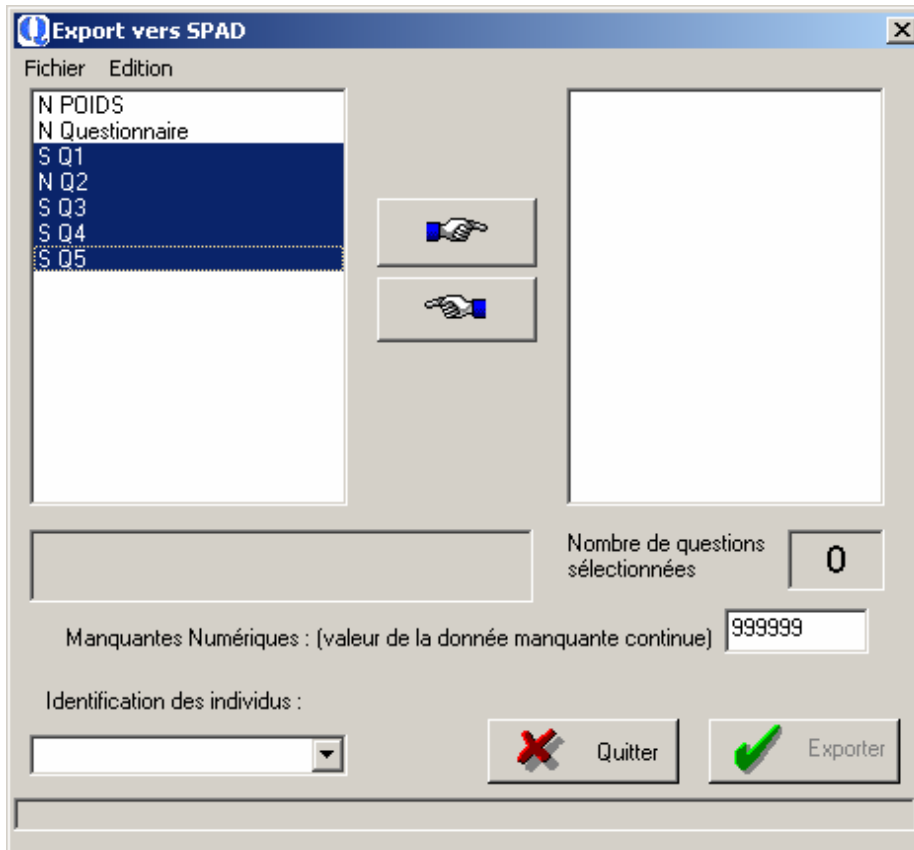 Export vers SPAD
Fichier Edition
N POIDS
N Questionnaire
S Q1
N Q2
S Q3
S Q4
S Q5
Nombre de questions
sélectionnées
0
Manquantes Numériques : (valeur de la donnée manquante continue) 999999
Identification des individus :
Quitter
Exporter